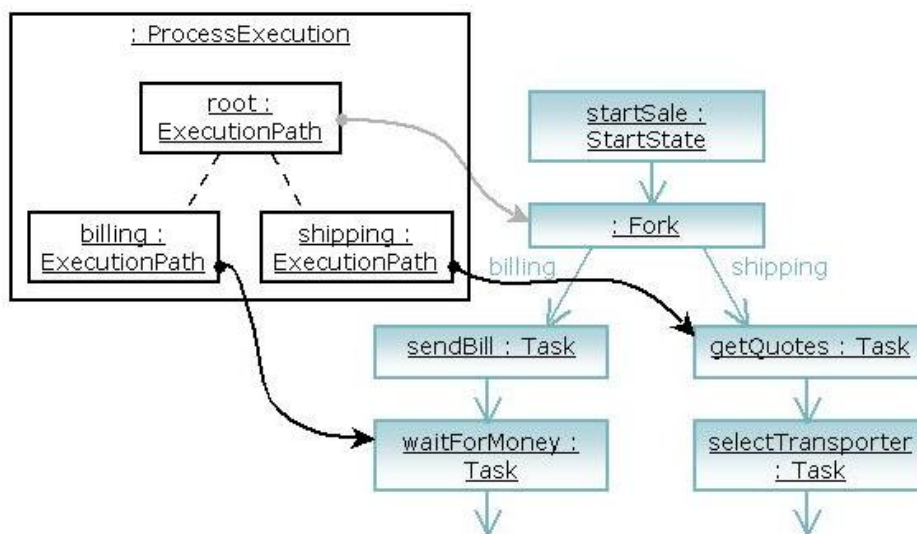 : ProcessExecution
root :
ExecutionPath
billing :
ExecutionPath
shipping :
ExecutionPath
startSale :
StartState
: Fork
billing
shipping
sendBill : Task
getQuotes : Task
waitForMoney :
Task
selectTransporter
: Task